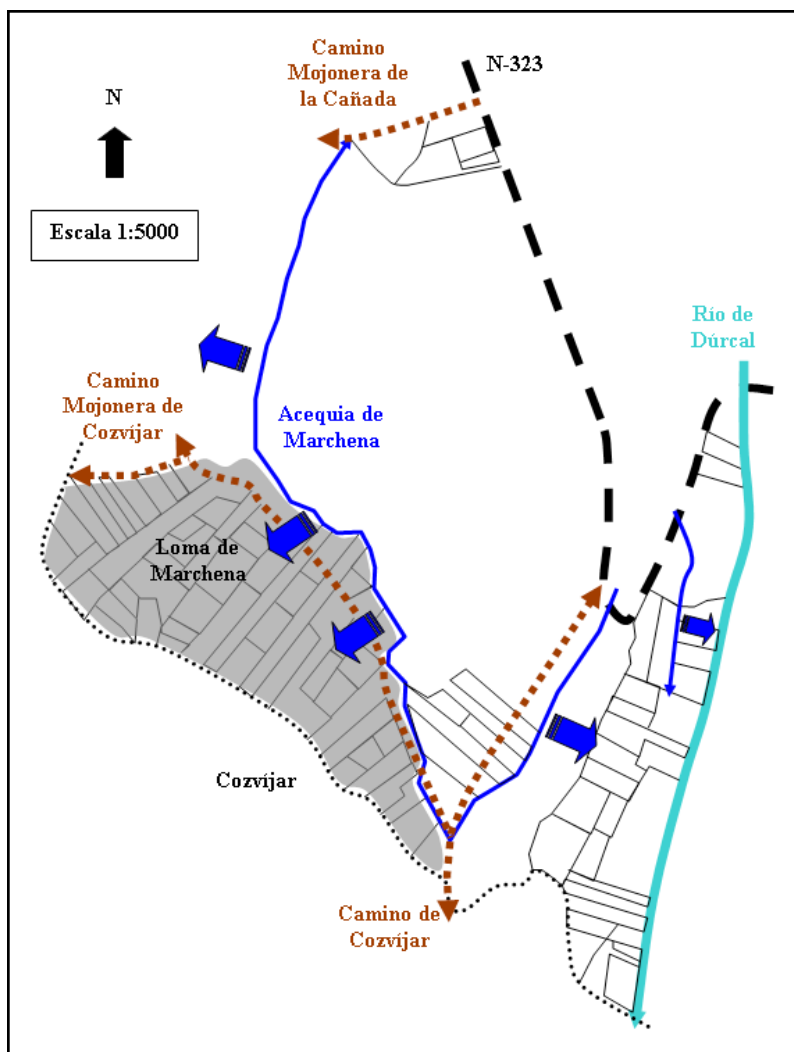 Camino
Mojonera de
la Cañada
N-323
N
Escala 1:5000
Río de
Dúrcal
Camino
Mojonera de
Cozvíjar
Acequia de
Marchena
Loma de
Marchena
Cozvíjar
Camino de
Cozvíjar